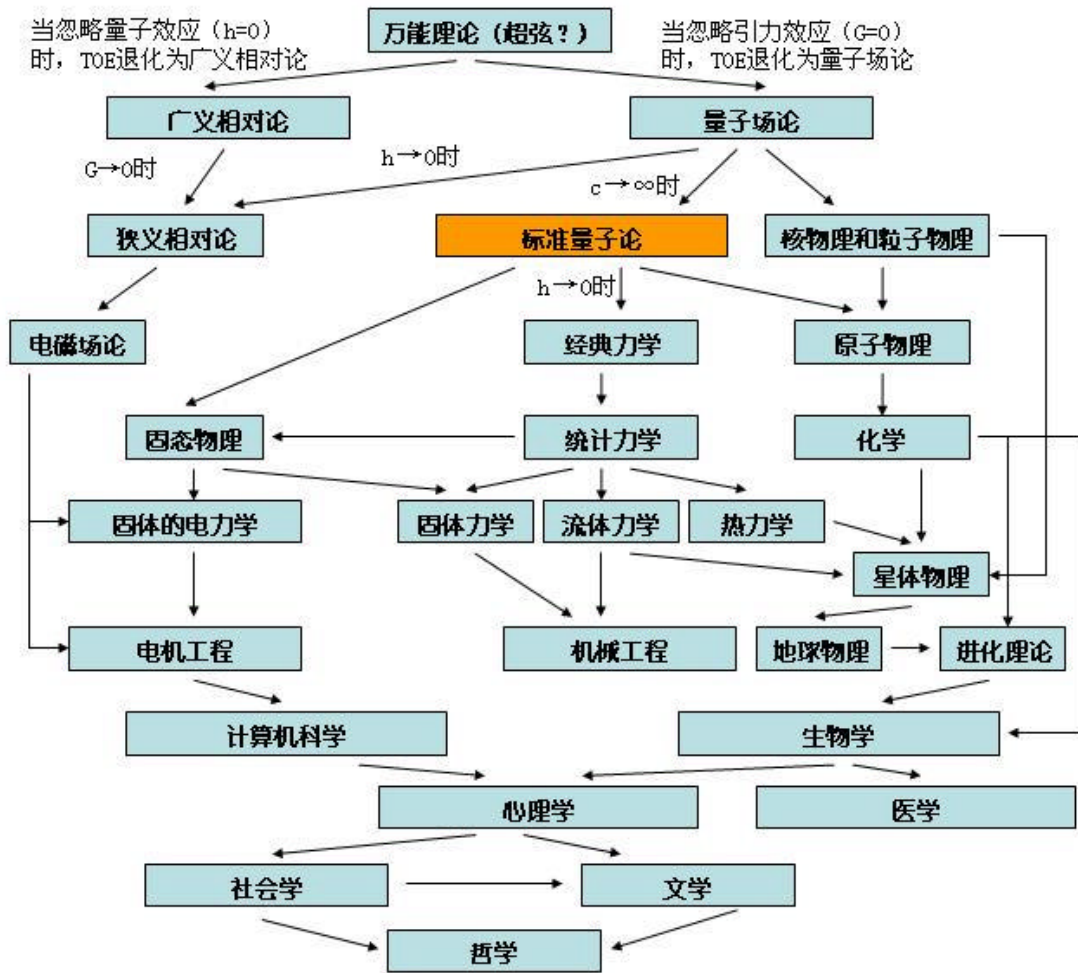 当忽略量子效应（h=0）
时，TOE退化为广义相对论
万能理论（超弦？）
当忽略引力效应（G=0）
时，TOE退化为量子场论
广义相对论
量子场论
G→0时
h→0时
c→∞时
狭义相对论
标准量子论
核物理和粒子物理
h→0时
电磁场论
经典力学
原子物理
固态物理
统计力学
化学
固体的电力学
固体力学
流体力学
热力学
星体物理
电机工程
机械工程
地球物理
进化理论
计算机科学
生物学
心理学
医学
社会学
文学
哲学